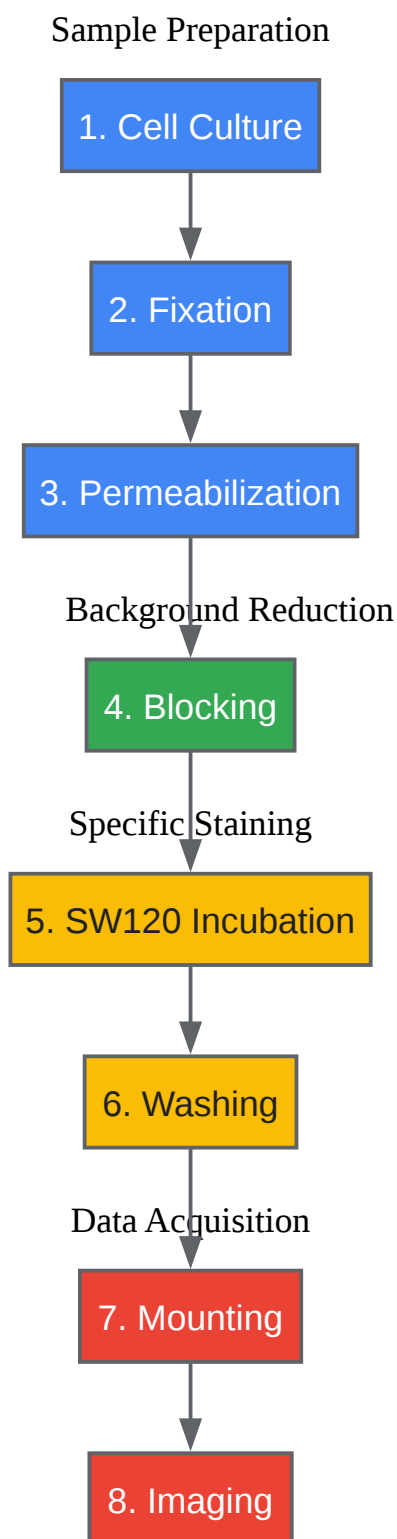 Sample Preparation
1. Cell Culture
2. Fixation
3. Permeabilization
Background Reduction
4. Blocking
Specific Staining
5. SW120 Incubation
6. Washing
Data Acquisition
7. Mounting
8. Imaging